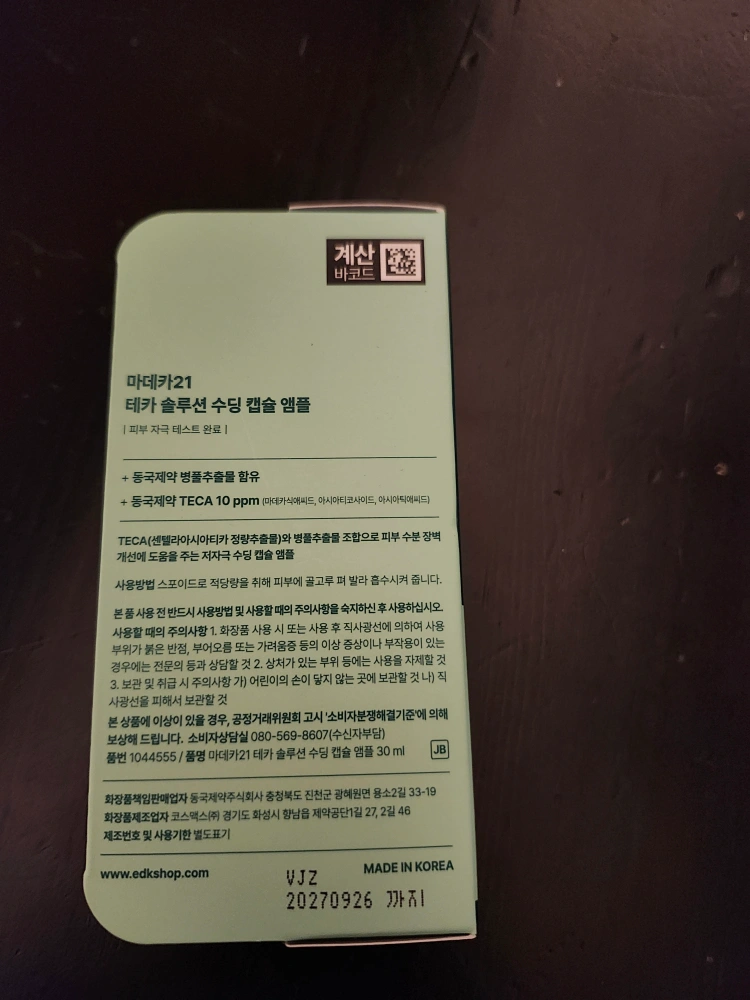 계산
바코드
마데카21
테카 솔루션 수딩 캡슐 앰플
| 피부 자극 테스트 완료 |
+ 동국제약 병풀추출물 함유
+ 동국제약 TECA 10 ppm (마데카식애씨드, 아시아티코사이드, 아시아틱애씨드)
TECA(센텔라아시아티카 정량추출물)와 병풀추출물 조합으로 피부 수분 장벽
개선에 도움을 주는 저자극 수딩 캡슐 앰플
사용방법 스포이드로 적당량을 취해 피부에 골고루 펴 발라 흡수시켜 줍니다.
본 품 사용 전 반드시 사용방법 및 사용할 때의 주의사항을 숙지하신 후 사용하십시오.
사용할 때의 주의사항 1. 화장품 사용 시 또는 사용 후 직사광선에 의하여 사용
부위가 붉은 반점, 부어오름 또는 가려움증 등의 이상 증상이나 부작용이 있는
경우에는 전문의 등과 상담할 것 2. 상처가 있는 부위 등에는 사용을 자제할 것
3. 보관 및 취급 시 주의사항 가) 어린이의 손이 닿지 않는 곳에 보관할 것 나) 직
사광선을 피해서 보관할 것
본 상품에 이상이 있을 경우, 공정거래위원회 고시 '소비자분쟁해결기준'에 의해
보상해 드립니다. 소비자상담실 080-569-8607(수신자부담)
품번 1044555 / 품명 마데카21 테카 솔루션 수딩 캡슐 앰플 30 ml JB
화장품책임판매업자 동국제약주식회사 충청북도 진천군 광혜원면 용소2길 33-19
화장품제조업자 코스맥스㈜ 경기도 화성시 향남읍 제약공단1길 27, 2길 46
제조번호 및 사용기한 별도표기
www.edkshop.com
MADE IN KOREA
VJZ
20270926 까지